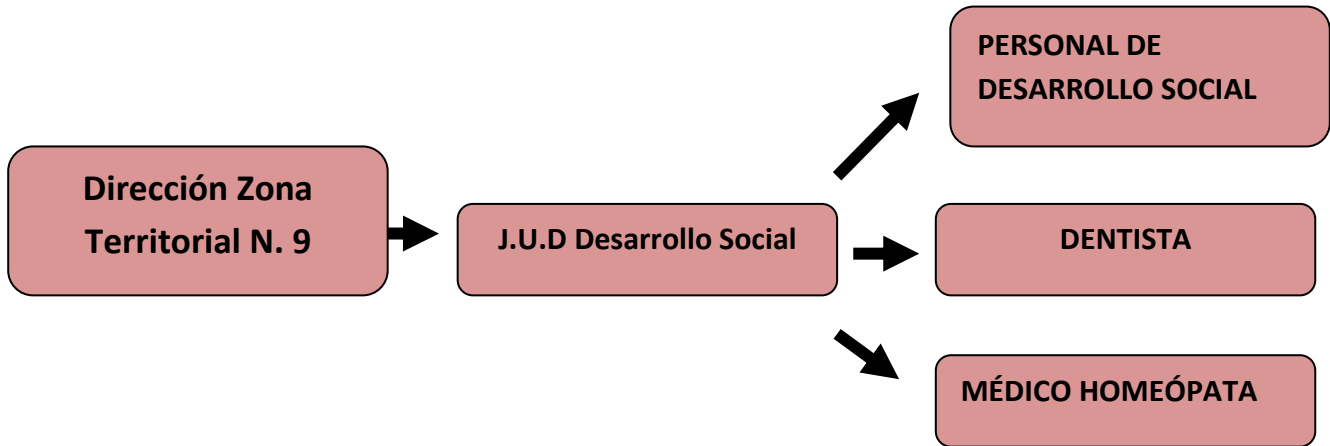 Dirección Zona
Territorial N. 9
J.U.D Desarrollo Social
PERSONAL DE
DESARROLLO SOCIAL
DENTISTA
MÉDICO HOMEÓPATA